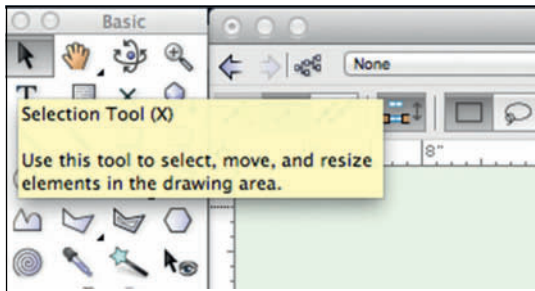 Basic
None
T
Selection Tool (X)
Use this tool to select, move, and resize
elements in the drawing area.
8"